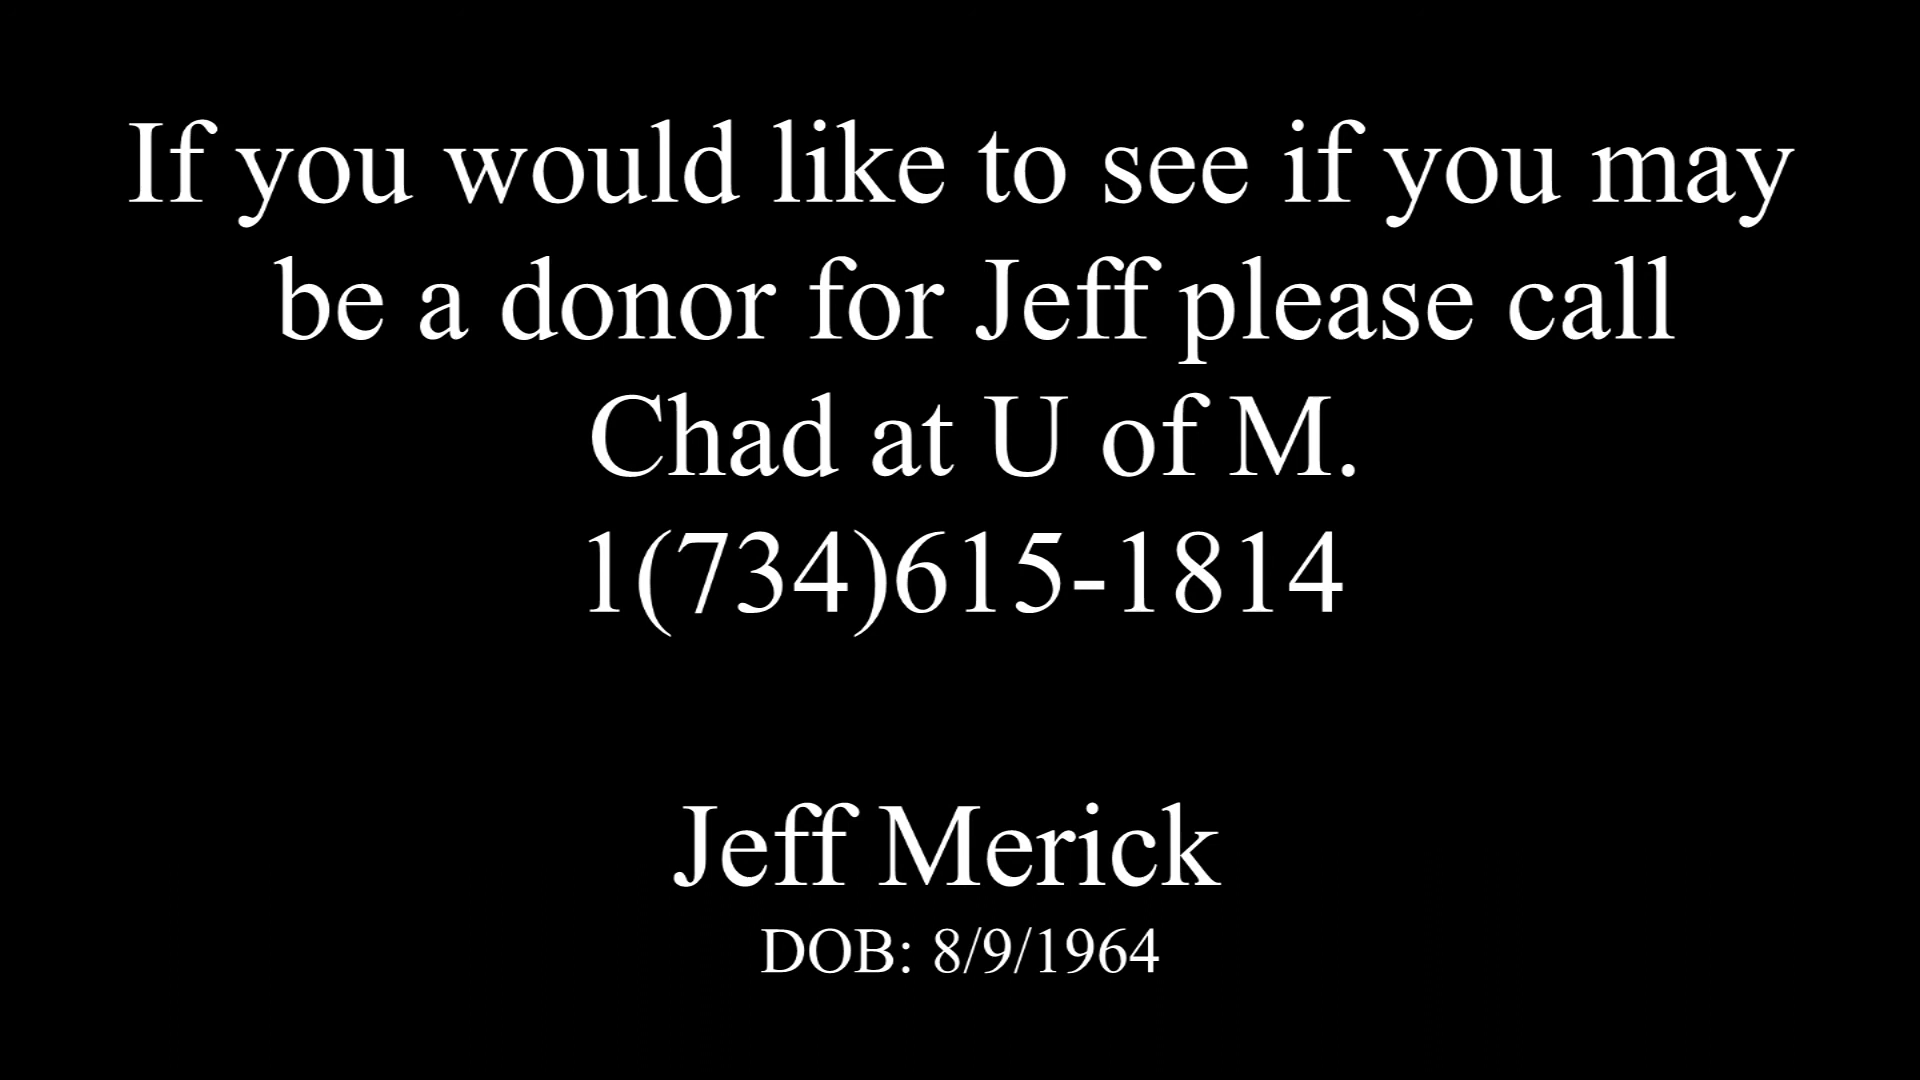 If you would like to see if you may
be a donor for Jeff please call
Chad at U of M.
1(734)615-1814
Jeff Merick
DOB: 8/9/1964